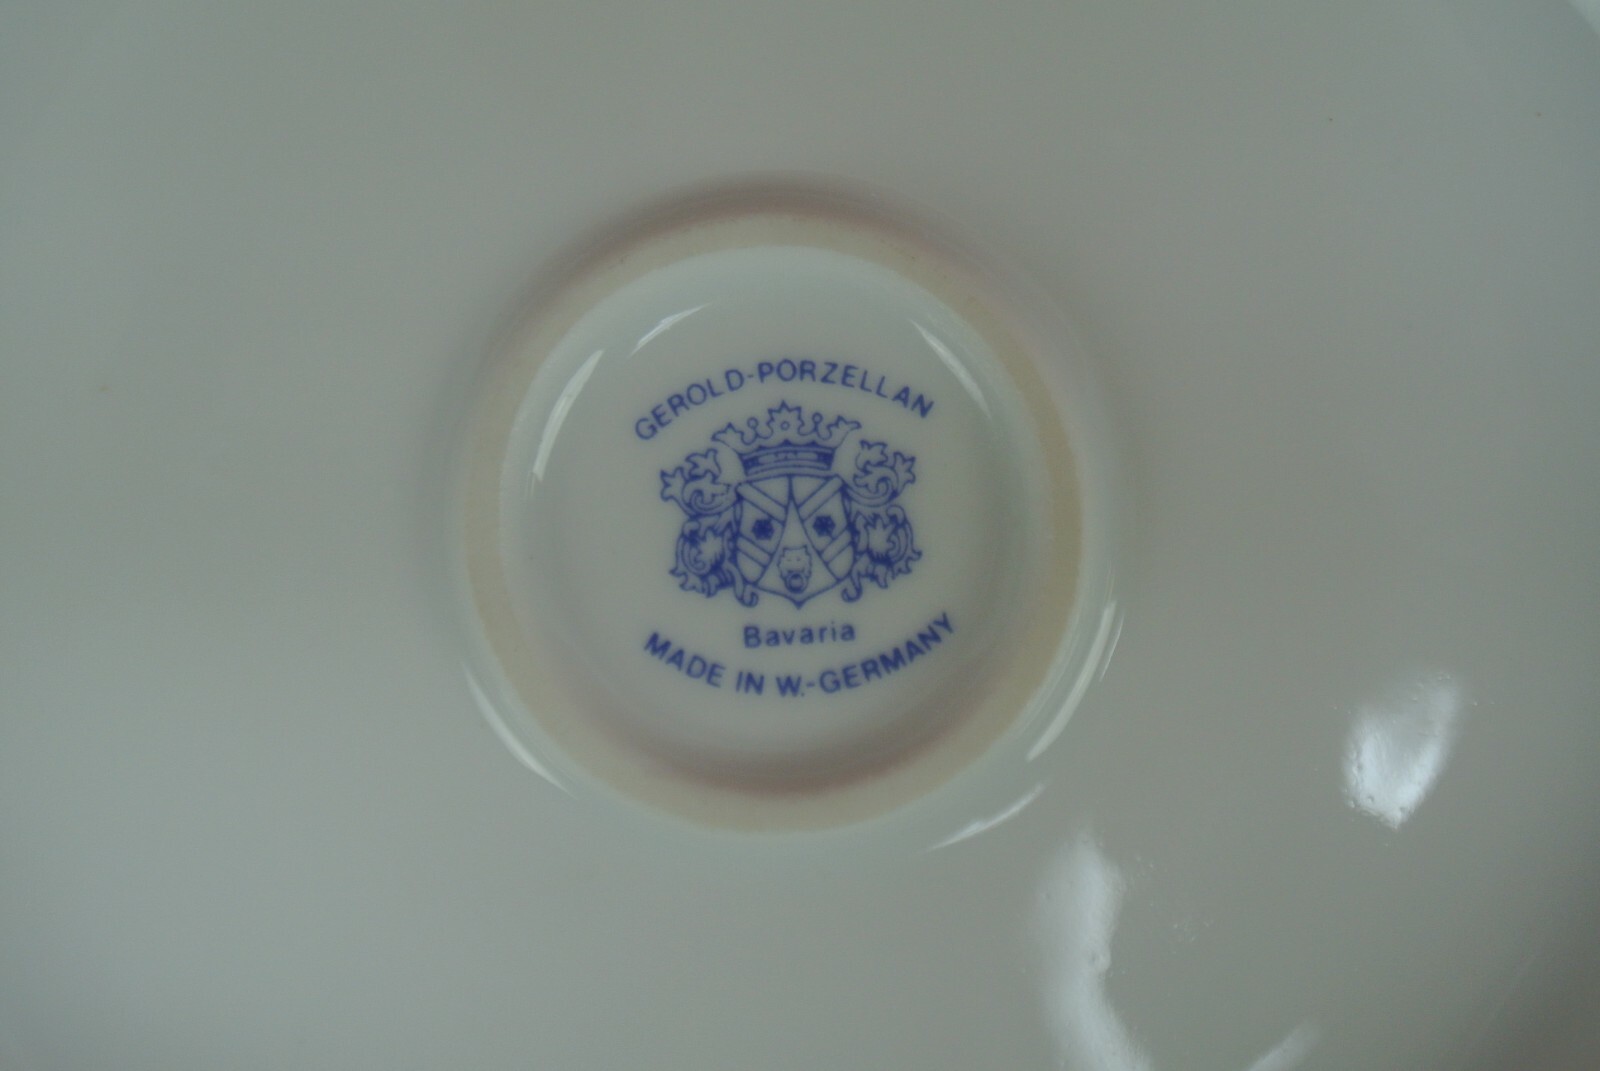 GEROLD-PORZELLAN
Bavaria
MADE IN W.-GERMANY